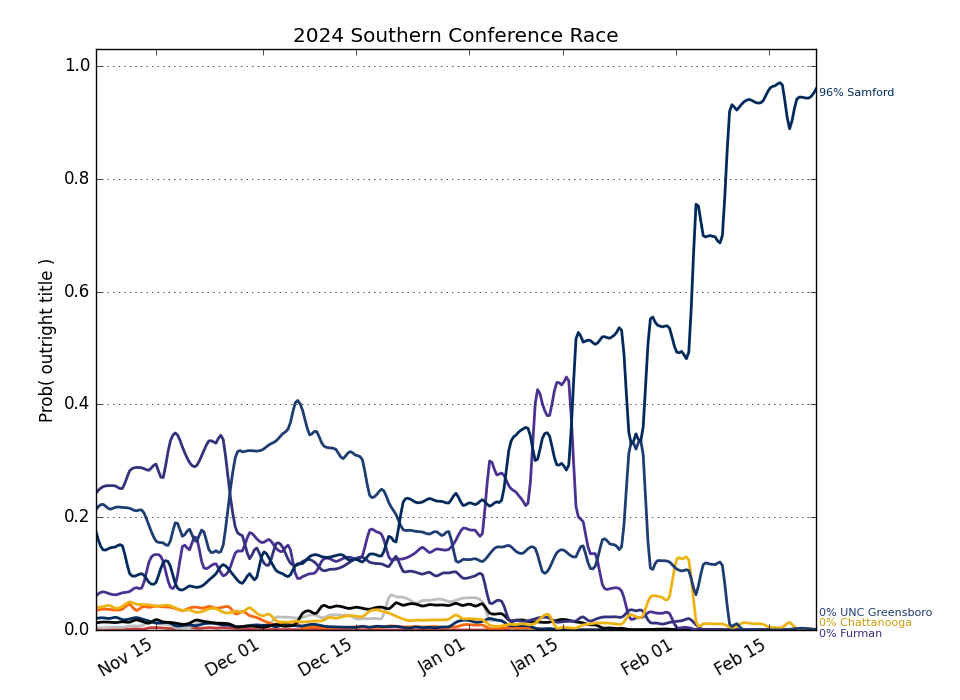 2024 Southern Conference Race
Prob( outright title )
1.0
0.8
0.6
0.4
0.2
0.0
Nov 15
Dec 01
Dec 15
Jan 01
Jan 15
Feb 01
Feb 15
96% Samford
0% UNC Greensboro
0% Chattanooga
0% Furman